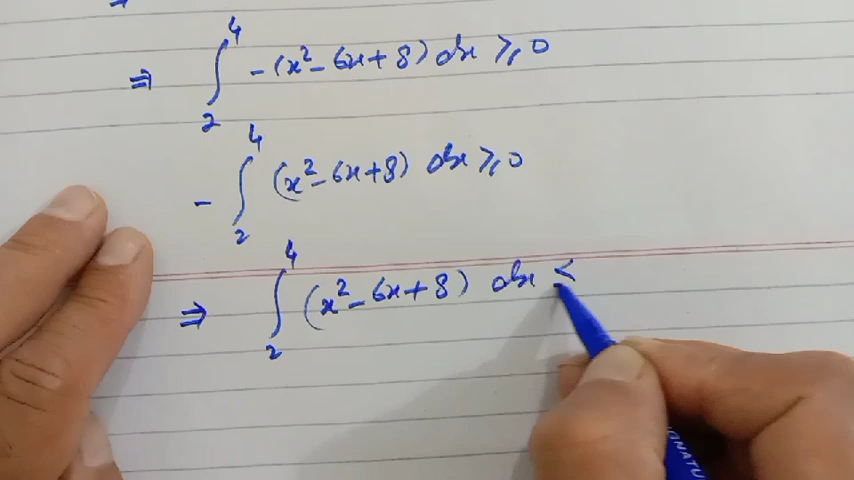 ⇒ ∫₂⁴ -(x²-6x+8) dx ⩾ 0
- ∫₂⁴ (x²-6x+8) dx ⩾ 0
⇒ ∫₂⁴ (x²-6x+8) dx <